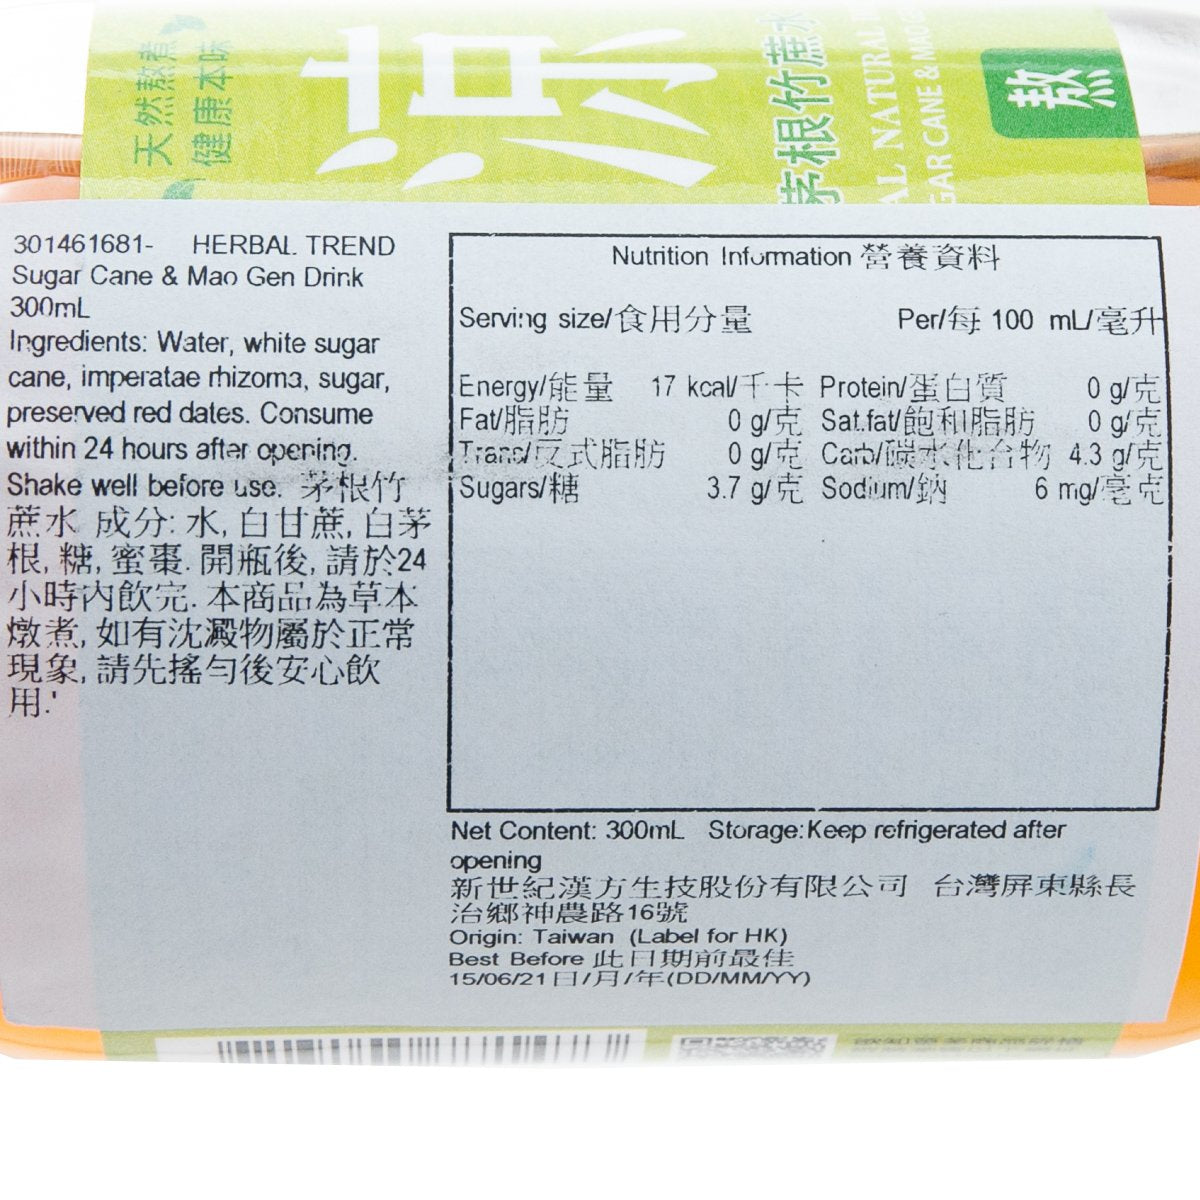 天然熬煮
健康本味
涼
茅根竹蔗水
AL NATURAL
GAR CANE & MAO G
熬
301461681- HERBAL TREND
Sugar Cane & Mao Gen Drink
300mL
Ingredients: Water, white sugar
cane, imperatae rhizoma, sugar,
preserved red dates. Consume
within 24 hours after opening.
Shake well before use. 茅根竹
蔗水 成分: 水, 白甘蔗, 白茅
根, 糖, 蜜棗. 開瓶後, 請於24
小時內飲完. 本商品為草本
燉煮, 如有沈澱物屬於正常
現象, 請先搖勻後安心飲
用.'
Nutrition Information 營養資料
Serving size/食用分量 Per/每 100 mL/毫升
Energy/能量 17 kcal/千卡 Protein/蛋白質 0 g/克
Fat/脂肪 0 g/克 Sat.fat/飽和脂肪 0 g/克
Trans/反式脂肪 0 g/克 Carb/碳水化合物 4.3 g/克
Sugars/糖 3.7 g/克 Sodium/鈉 6 mg/毫克
Net Content: 300mL Storage:Keep refrigerated after
opening
新世紀漢方生技股份有限公司 台灣屏東縣長
治鄉神農路16號
Origin: Taiwan (Label for HK)
Best Before 此日期前最佳
15/06/21日/月/年(DD/MM/YY)